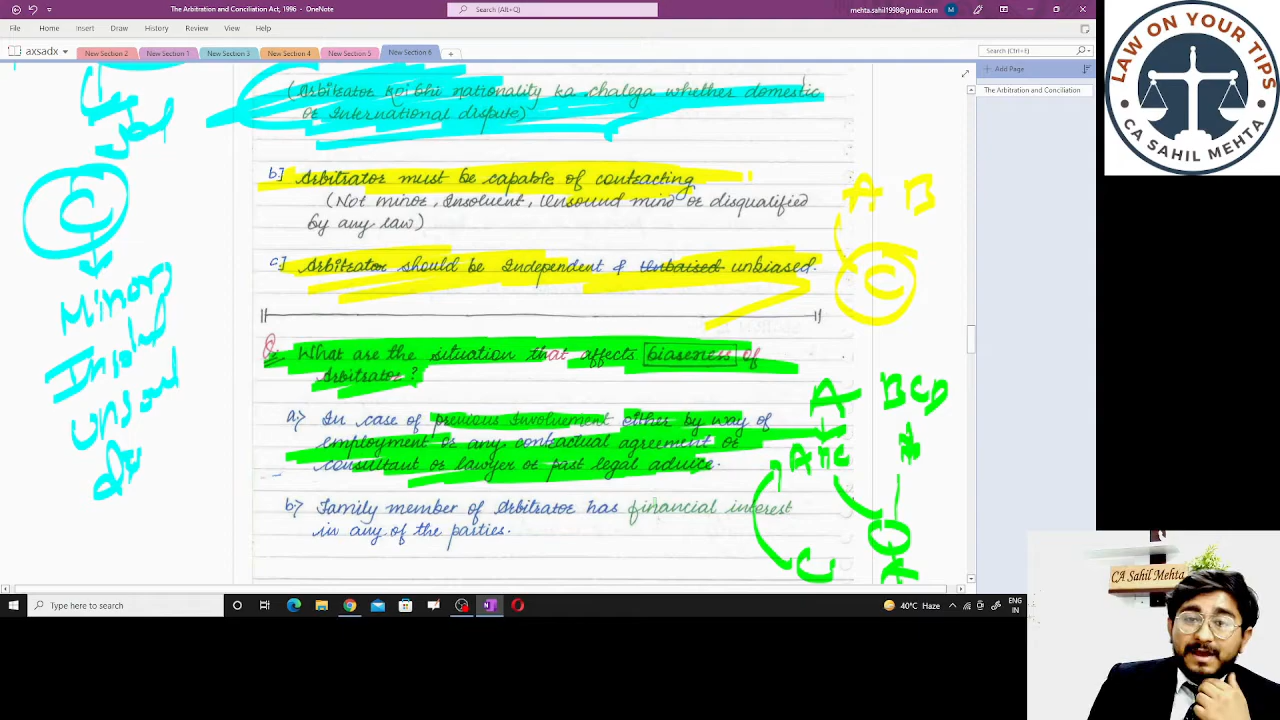 The Arbitration and Conciliation Act, 1996 - OneNote
Search (Alt+Q)
mehta.sahil1998@gmail.com
M
File Home Insert Draw History Review View Help
axsadx
New Section 2
New Section 1
New Section 3
New Section 4
New Section 5
New Section 6
+
Search (Ctrl+E)
Add Page
The Arbitration and Conciliation
LAW ON YOUR TIPS
CA SAHIL MEHTA
(Arbitrator koi bhi nationality ka chalega whether domestic
or International dispute)
b] Arbitrator must be capable of contracting
(Not minor, Insolvent, Unsound mind or disqualified
by any law)
c] Arbitrator should be Independent & Unbaised unbiased.
Q. What are the situation that affects biaseness of
Arbitrator?
a.) In case of previous Involvement either by way of
employment or any contractual agreement or
consultant or lawyer or past legal advice.
b.) Family member of Arbitrator has financial interest
in any of the parties.
C
Minor
Unsound
A B
C
A BCD
C
CA Sahil Mehta
Type here to search
40°C Haze
ENG
IN